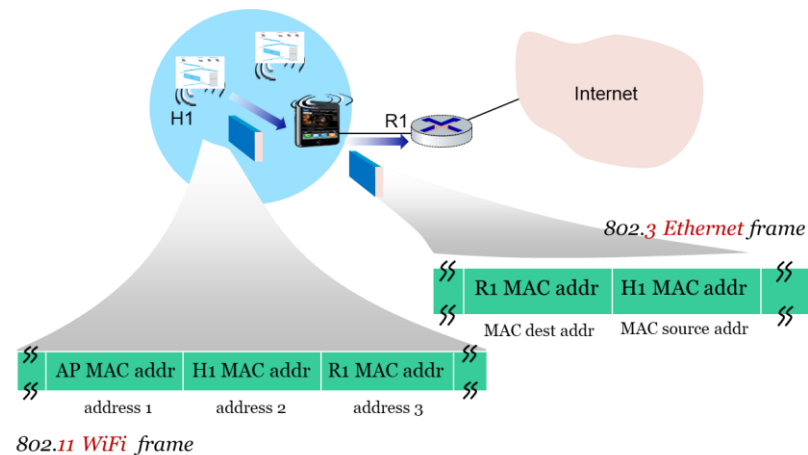 H1
R1
Internet
802.3 Ethernet frame
R1 MAC addr
H1 MAC addr
MAC dest addr
MAC source addr
AP MAC addr
H1 MAC addr
R1 MAC addr
address 1
address 2
address 3
802.11 WiFi frame